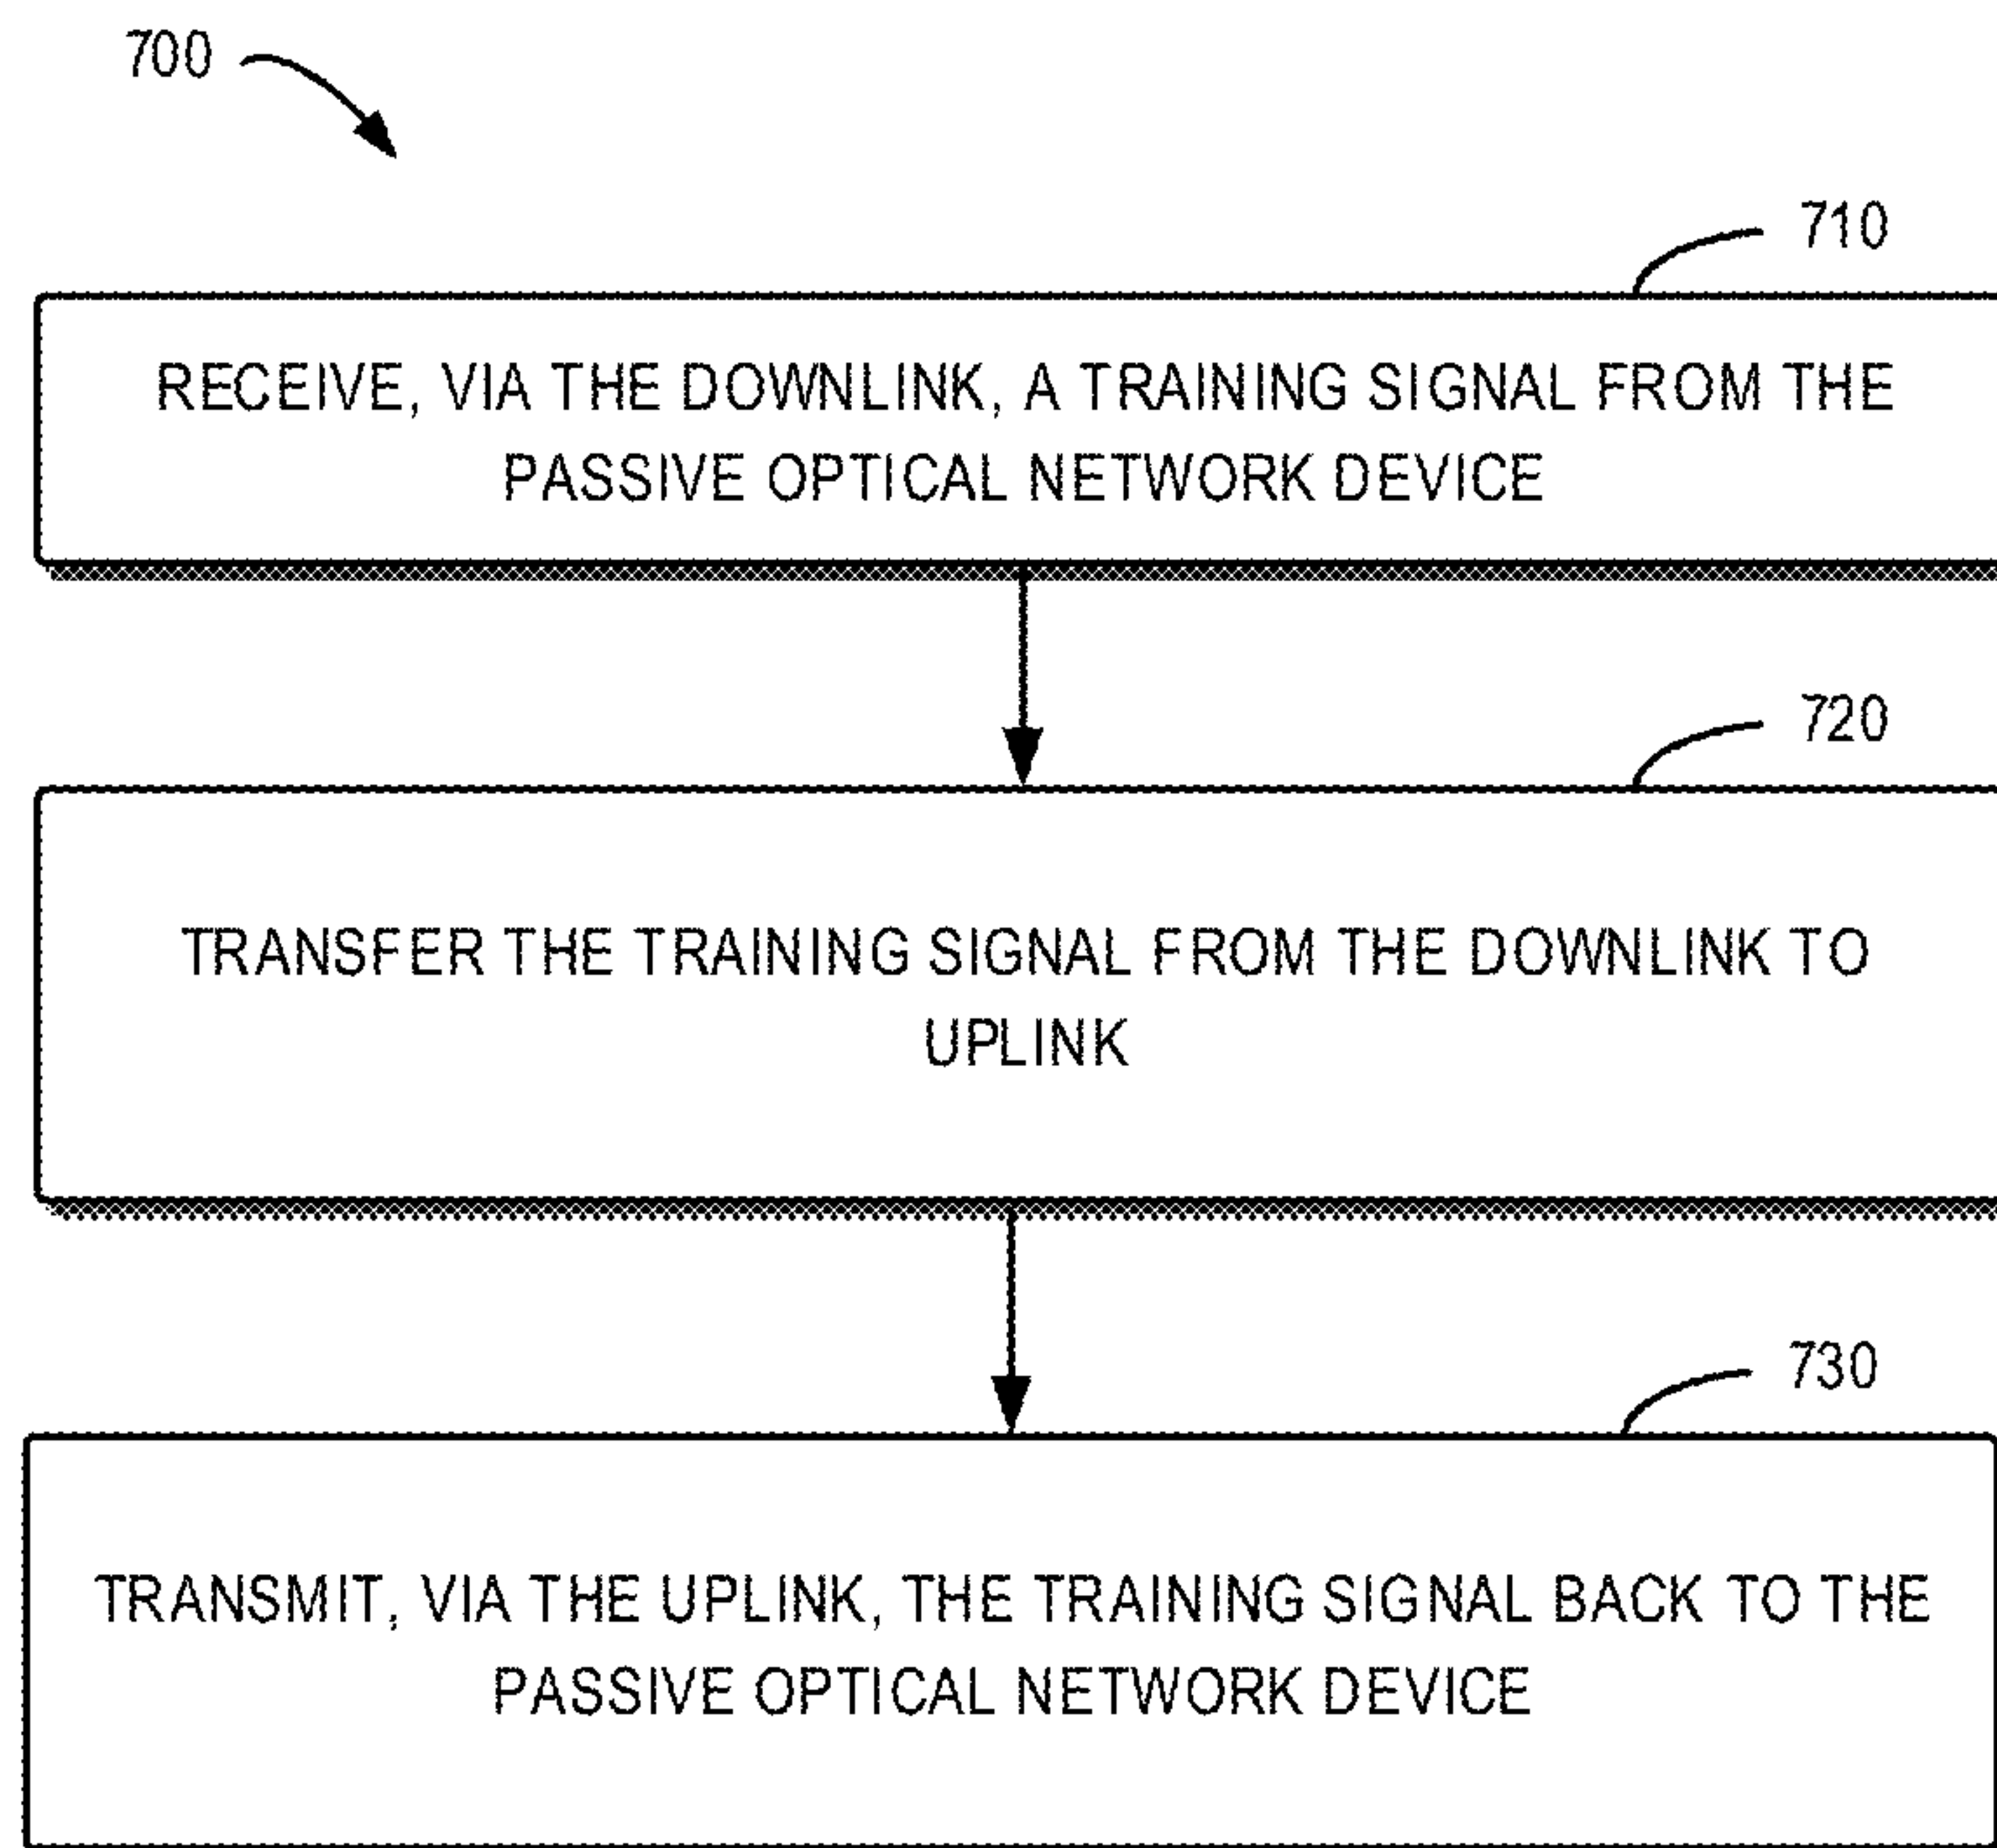 700
710
RECEIVE, VIA THE DOWNLINK, A TRAINING SIGNAL FROM THE
PASSIVE OPTICAL NETWORK DEVICE
720
TRANSFER THE TRAINING SIGNAL FROM THE DOWNLINK TO
UPLINK
730
TRANSMIT, VIA THE UPLINK, THE TRAINING SIGNAL BACK TO THE
PASSIVE OPTICAL NETWORK DEVICE